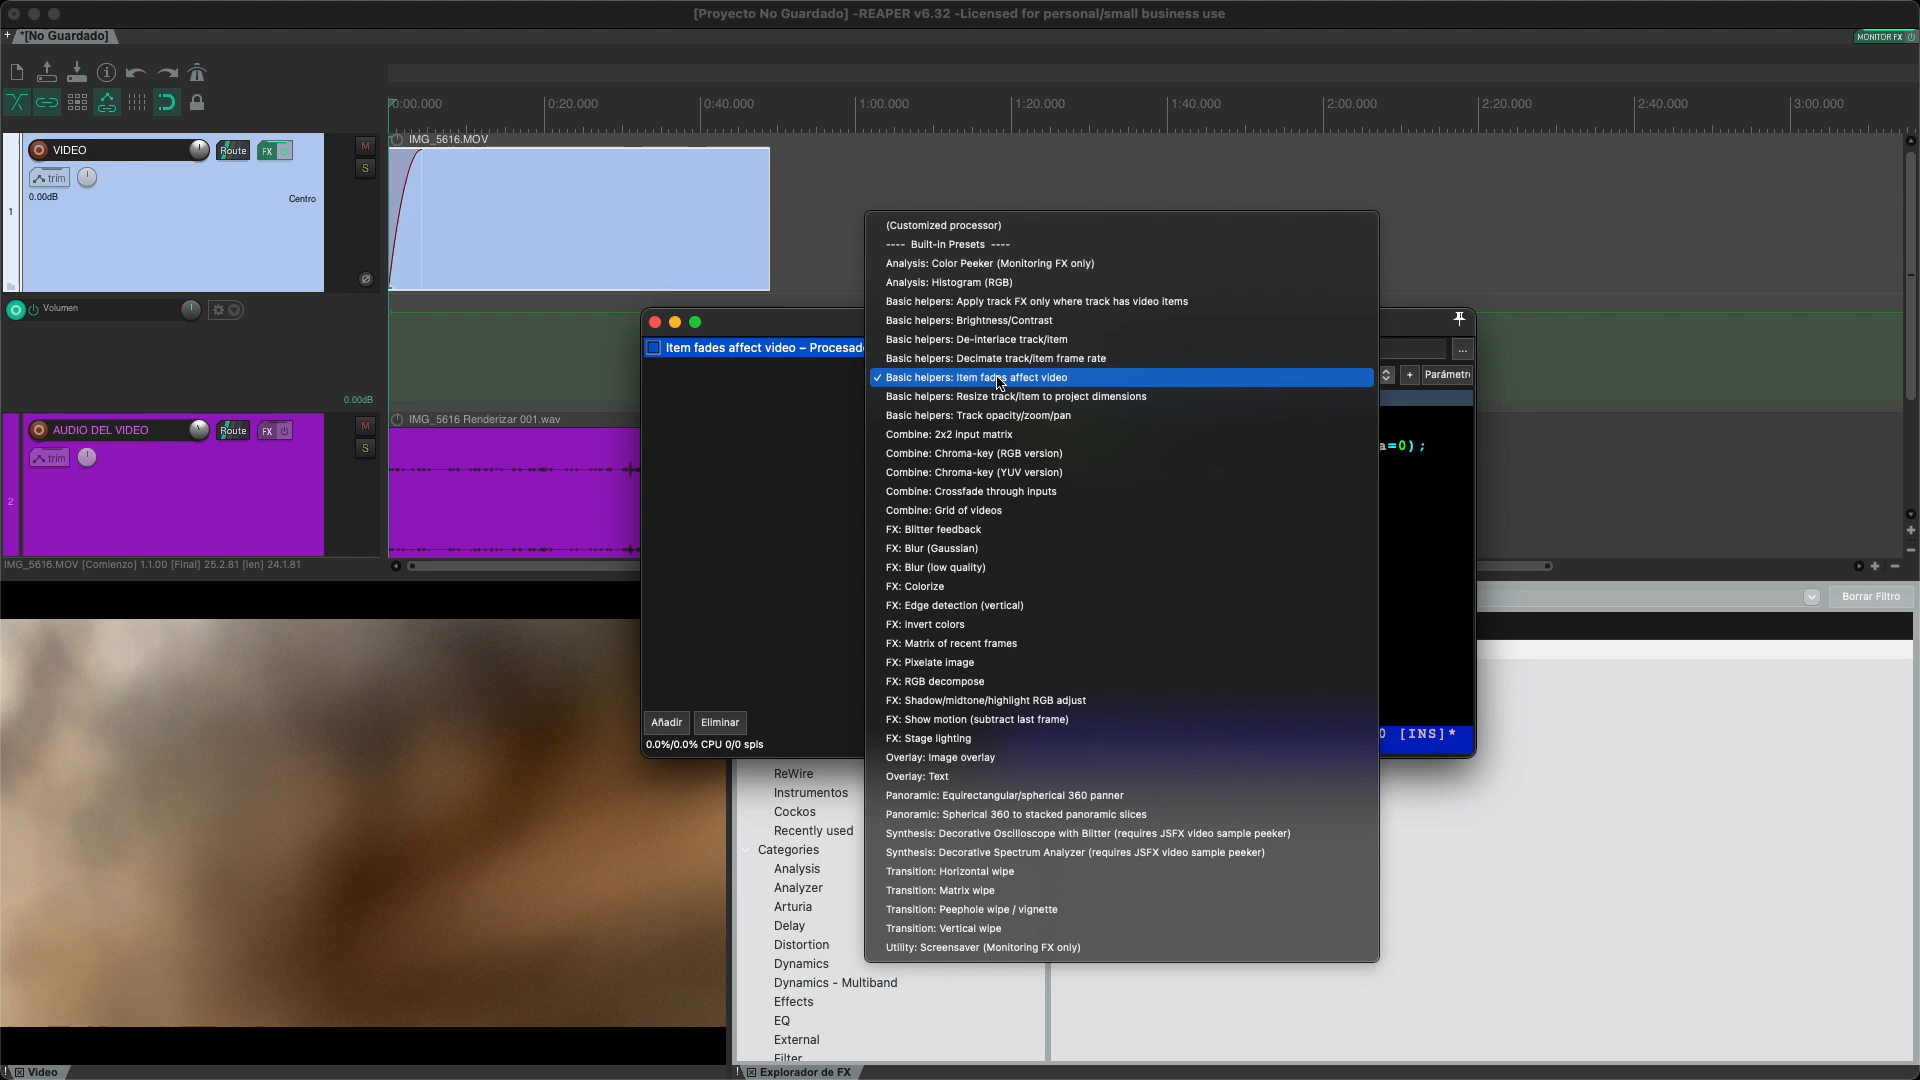 [Proyecto No Guardado] -REAPER v6.32 -Licensed for personal/small business use
+ *[No Guardado]
MONITOR FX
0:00.000 0:20.000 0:40.000 1:00.000 1:20.000 1:40.000 2:00.000 2:20.000 2:40.000 3:00.000
IMG_5616.MOV
VIDEO Route FX M
trim S
0.00dB
Centro
1
Volumen
0.00dB
IMG_5616 Renderizar 001.wav
AUDIO DEL VIDEO Route FX M
trim S
2
IMG_5616.MOV [Comienzo] 1.1.00 [Final] 25.2.81 [len] 24.1.81
Item fades affect video – Procesad
...
+ Parámetr
a=0);
Añadir Eliminar
0.0%/0.0% CPU 0/0 spls
0 [INS]*
(Customized processor)
---- Built-in Presets ----
Analysis: Color Peeker (Monitoring FX only)
Analysis: Histogram (RGB)
Basic helpers: Apply track FX only where track has video items
Basic helpers: Brightness/Contrast
Basic helpers: De-interlace track/item
Basic helpers: Decimate track/item frame rate
✓ Basic helpers: Item fades affect video
Basic helpers: Resize track/item to project dimensions
Basic helpers: Track opacity/zoom/pan
Combine: 2x2 input matrix
Combine: Chroma-key (RGB version)
Combine: Chroma-key (YUV version)
Combine: Crossfade through inputs
Combine: Grid of videos
FX: Blitter feedback
FX: Blur (Gaussian)
FX: Blur (low quality)
FX: Colorize
FX: Edge detection (vertical)
FX: Invert colors
FX: Matrix of recent frames
FX: Pixelate image
FX: RGB decompose
FX: Shadow/midtone/highlight RGB adjust
FX: Show motion (subtract last frame)
FX: Stage lighting
Overlay: Image overlay
Overlay: Text
Panoramic: Equirectangular/spherical 360 panner
Panoramic: Spherical 360 to stacked panoramic slices
Synthesis: Decorative Oscilloscope with Blitter (requires JSFX video sample peeker)
Synthesis: Decorative Spectrum Analyzer (requires JSFX video sample peeker)
Transition: Horizontal wipe
Transition: Matrix wipe
Transition: Peephole wipe / vignette
Transition: Vertical wipe
Utility: Screensaver (Monitoring FX only)
Borrar Filtro
ReWire
Instrumentos
Cockos
Recently used
Categories
Analysis
Analyzer
Arturia
Delay
Distortion
Dynamics
Dynamics - Multiband
Effects
EQ
External
Filter
! Video
! Explorador de FX